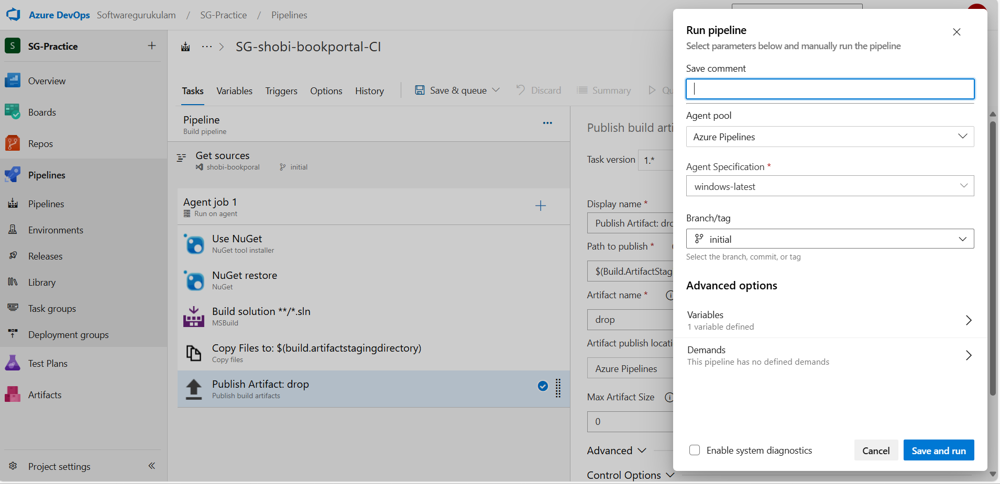 Azure DevOps Softwaregurukulam / SG-Practice / Pipelines
S SG-Practice
Overview
Boards
Repos
Pipelines
Pipelines
Environments
Releases
Library
Task groups
Deployment groups
Test Plans
Artifacts
Project settings
SG-shobi-bookportal-CI
Tasks Variables Triggers Options History Save & queue Discard Summary Qu
Pipeline
Build pipeline
Get sources
shobi-bookporal initial
Agent job 1
Run on agent
Use NuGet
NuGet tool installer
NuGet restore
NuGet
Build solution **/*.sln
MSBuild
Copy Files to: $(build.artifactstagingdirectory)
Copy files
Publish Artifact: drop
Publish build artifacts
Publish build arti
Task version 1.*
Display name *
Publish Artifact: dro
Path to publish *
$(Build.ArtifactStag
Artifact name *
drop
Artifact publish locati
Azure Pipelines
Max Artifact Size
0
Advanced
Control Options
Run pipeline
Select parameters below and manually run the pipeline
Save comment
Agent pool
Azure Pipelines
Agent Specification *
windows-latest
Branch/tag
initial
Select the branch, commit, or tag
Advanced options
Variables
1 variable defined
Demands
This pipeline has no defined demands
Enable system diagnostics Cancel Save and run